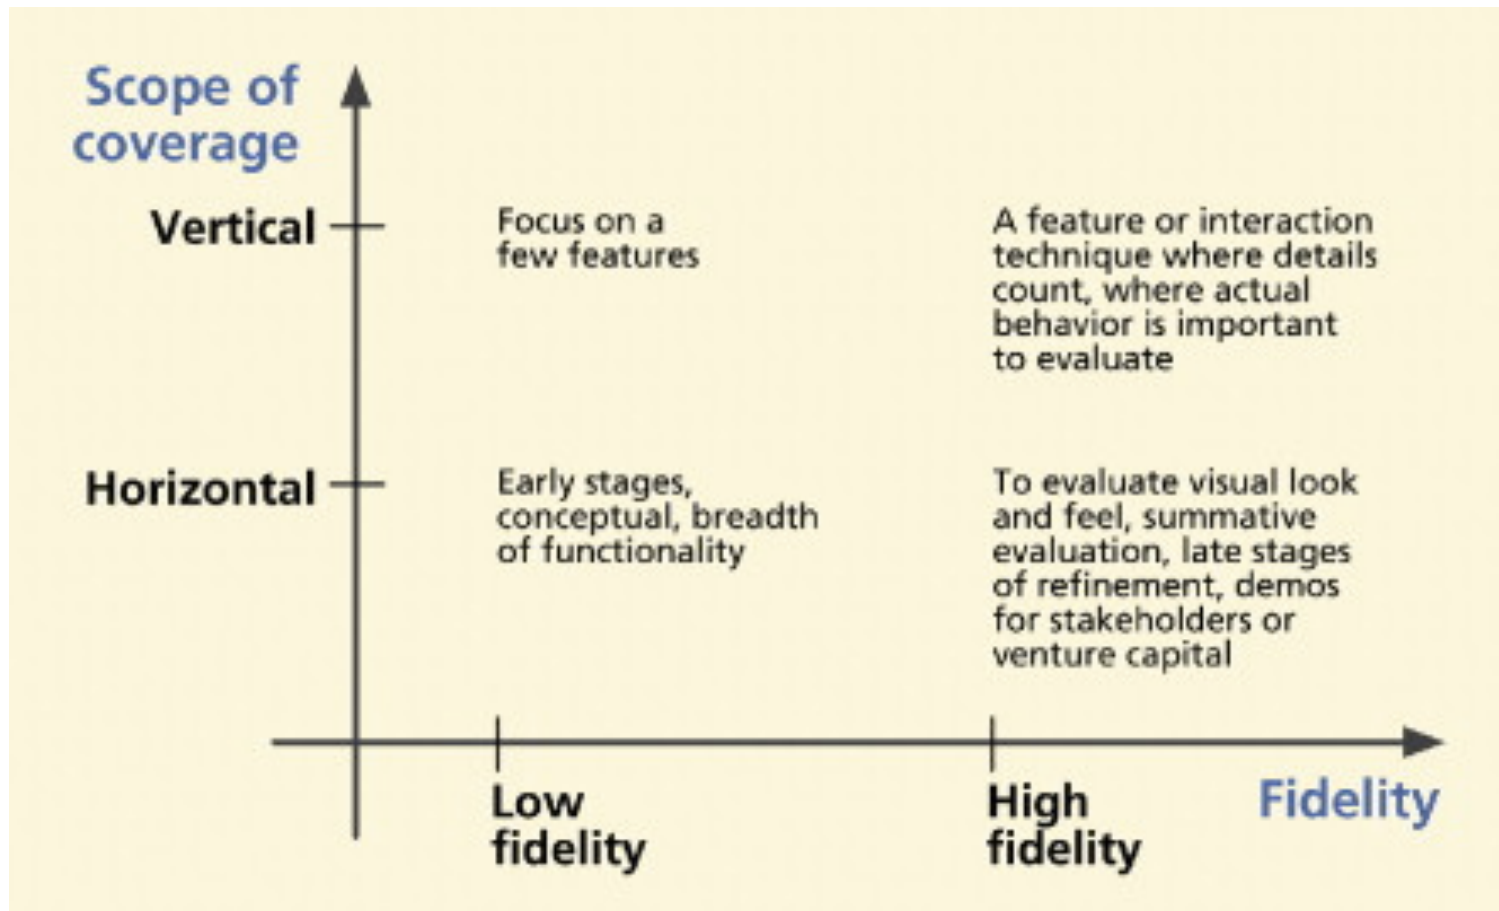 Scope of
coverage
Vertical
Focus on a
few features
A feature or interaction
technique where details
count, where actual
behavior is important
to evaluate
Horizontal
Early stages,
conceptual, breadth
of functionality
To evaluate visual look
and feel, summative
evaluation, late stages
of refinement, demos
for stakeholders or
venture capital
Low
fidelity
High
fidelity
Fidelity